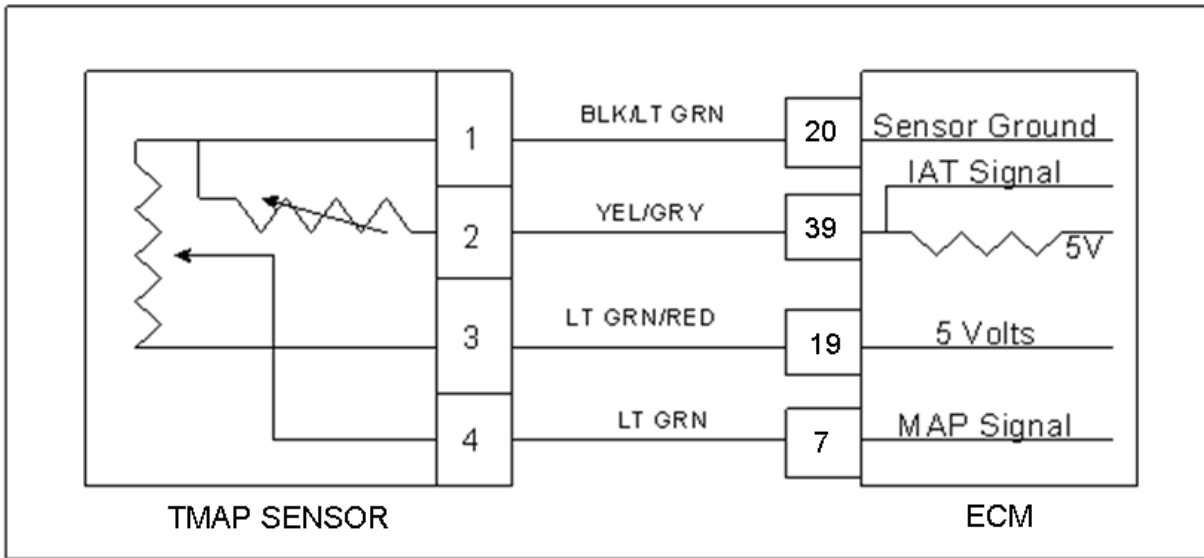 1
BLK/LT GRN
20
Sensor Ground
IAT Signal
2
YEL/GRY
39
5V
3
LT GRN/RED
19
5 Volts
4
LT GRN
7
MAP Signal
TMAP SENSOR
ECM